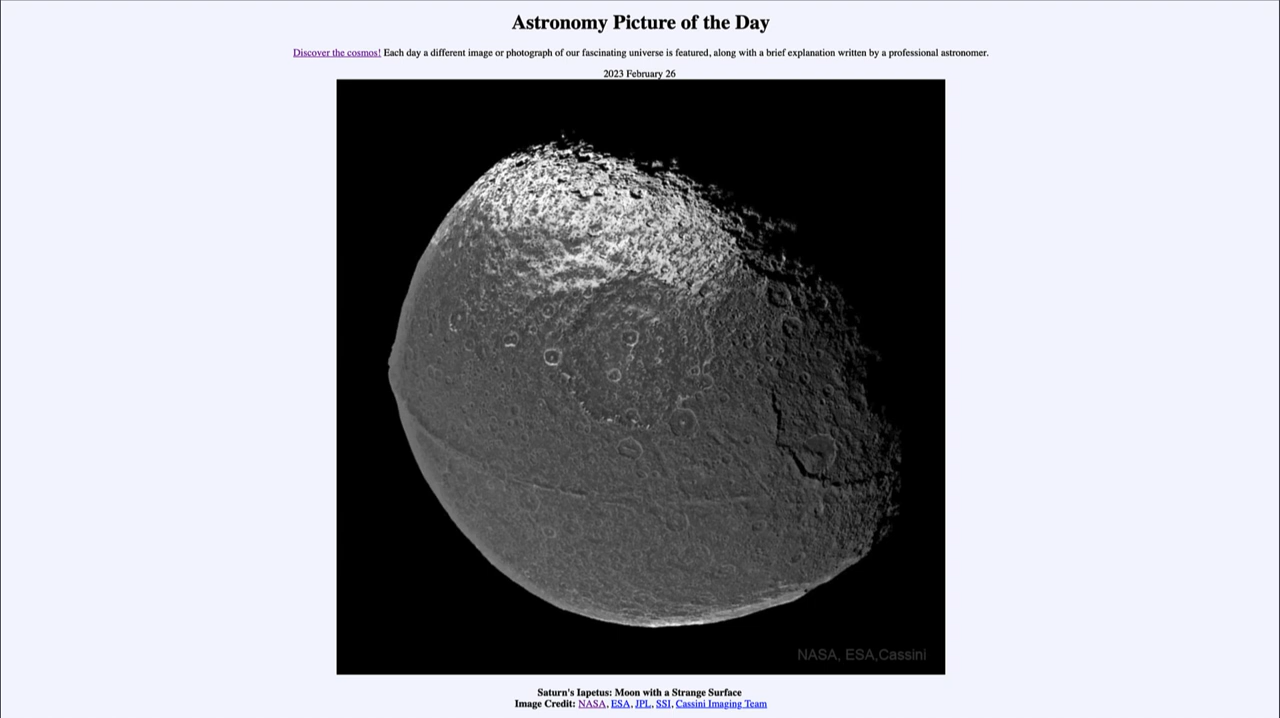 Astronomy Picture of the Day
Discover the cosmos! Each day a different image or photograph of our fascinating universe is featured, along with a brief explanation written by a professional astronomer.
2023 February 26
NASA, ESA,Cassini
Saturn's Iapetus: Moon with a Strange Surface
Image Credit: NASA, ESA, JPL, SSI, Cassini Imaging Team